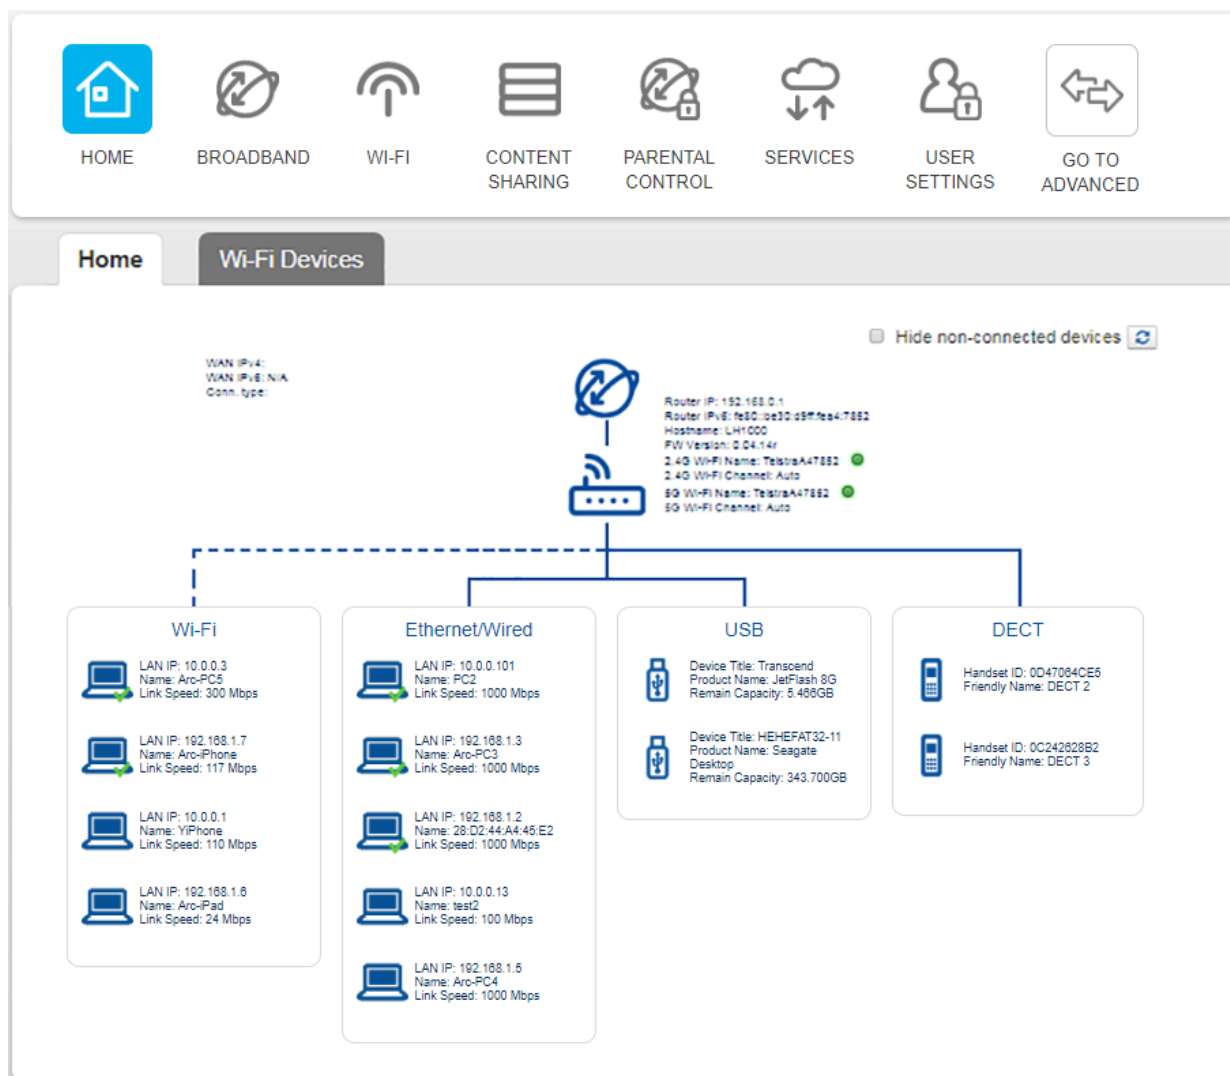 HOME
BROADBAND
WI-FI
CONTENT
SHARING
PARENTAL
CONTROL
SERVICES
USER
SETTINGS
GO TO
ADVANCED
Home
Wi-Fi Devices
Hide non-connected devices
WAN IPv4:
WAN IPv6: N/A
Conn. type:
Router IP: 192.168.0.1
Router IPv6: fe80::be30:d9ff:fea4:7852
Hostname: LH1000
FW Version: 0.04.14r
2.4G Wi-Fi Name: TelstraA47852
2.4G Wi-Fi Channel: Auto
5G Wi-Fi Name: TelstraA47852
5G Wi-Fi Channel: Auto
Wi-Fi
LAN IP: 10.0.0.3
Name: Arc-PC5
Link Speed: 300 Mbps
LAN IP: 192.168.1.7
Name: Arc-iPhone
Link Speed: 117 Mbps
LAN IP: 10.0.0.1
Name: YiPhone
Link Speed: 110 Mbps
LAN IP: 192.168.1.6
Name: Arc-iPad
Link Speed: 24 Mbps
Ethernet/Wired
LAN IP: 10.0.0.101
Name: PC2
Link Speed: 1000 Mbps
LAN IP: 192.168.1.3
Name: Arc-PC3
Link Speed: 1000 Mbps
LAN IP: 192.168.1.2
Name: 28:D2:44:A4:45:E2
Link Speed: 1000 Mbps
LAN IP: 10.0.0.13
Name: test2
Link Speed: 100 Mbps
LAN IP: 192.168.1.5
Name: Arc-PC4
Link Speed: 1000 Mbps
USB
Device Title: Transcend
Product Name: JetFlash 8G
Remain Capacity: 5.466GB
Device Title: HEHEFAT32-11
Product Name: Seagate
Desktop
Remain Capacity: 343.700GB
DECT
Handset ID: 0D47064CE5
Friendly Name: DECT 2
Handset ID: 0C242628B2
Friendly Name: DECT 3